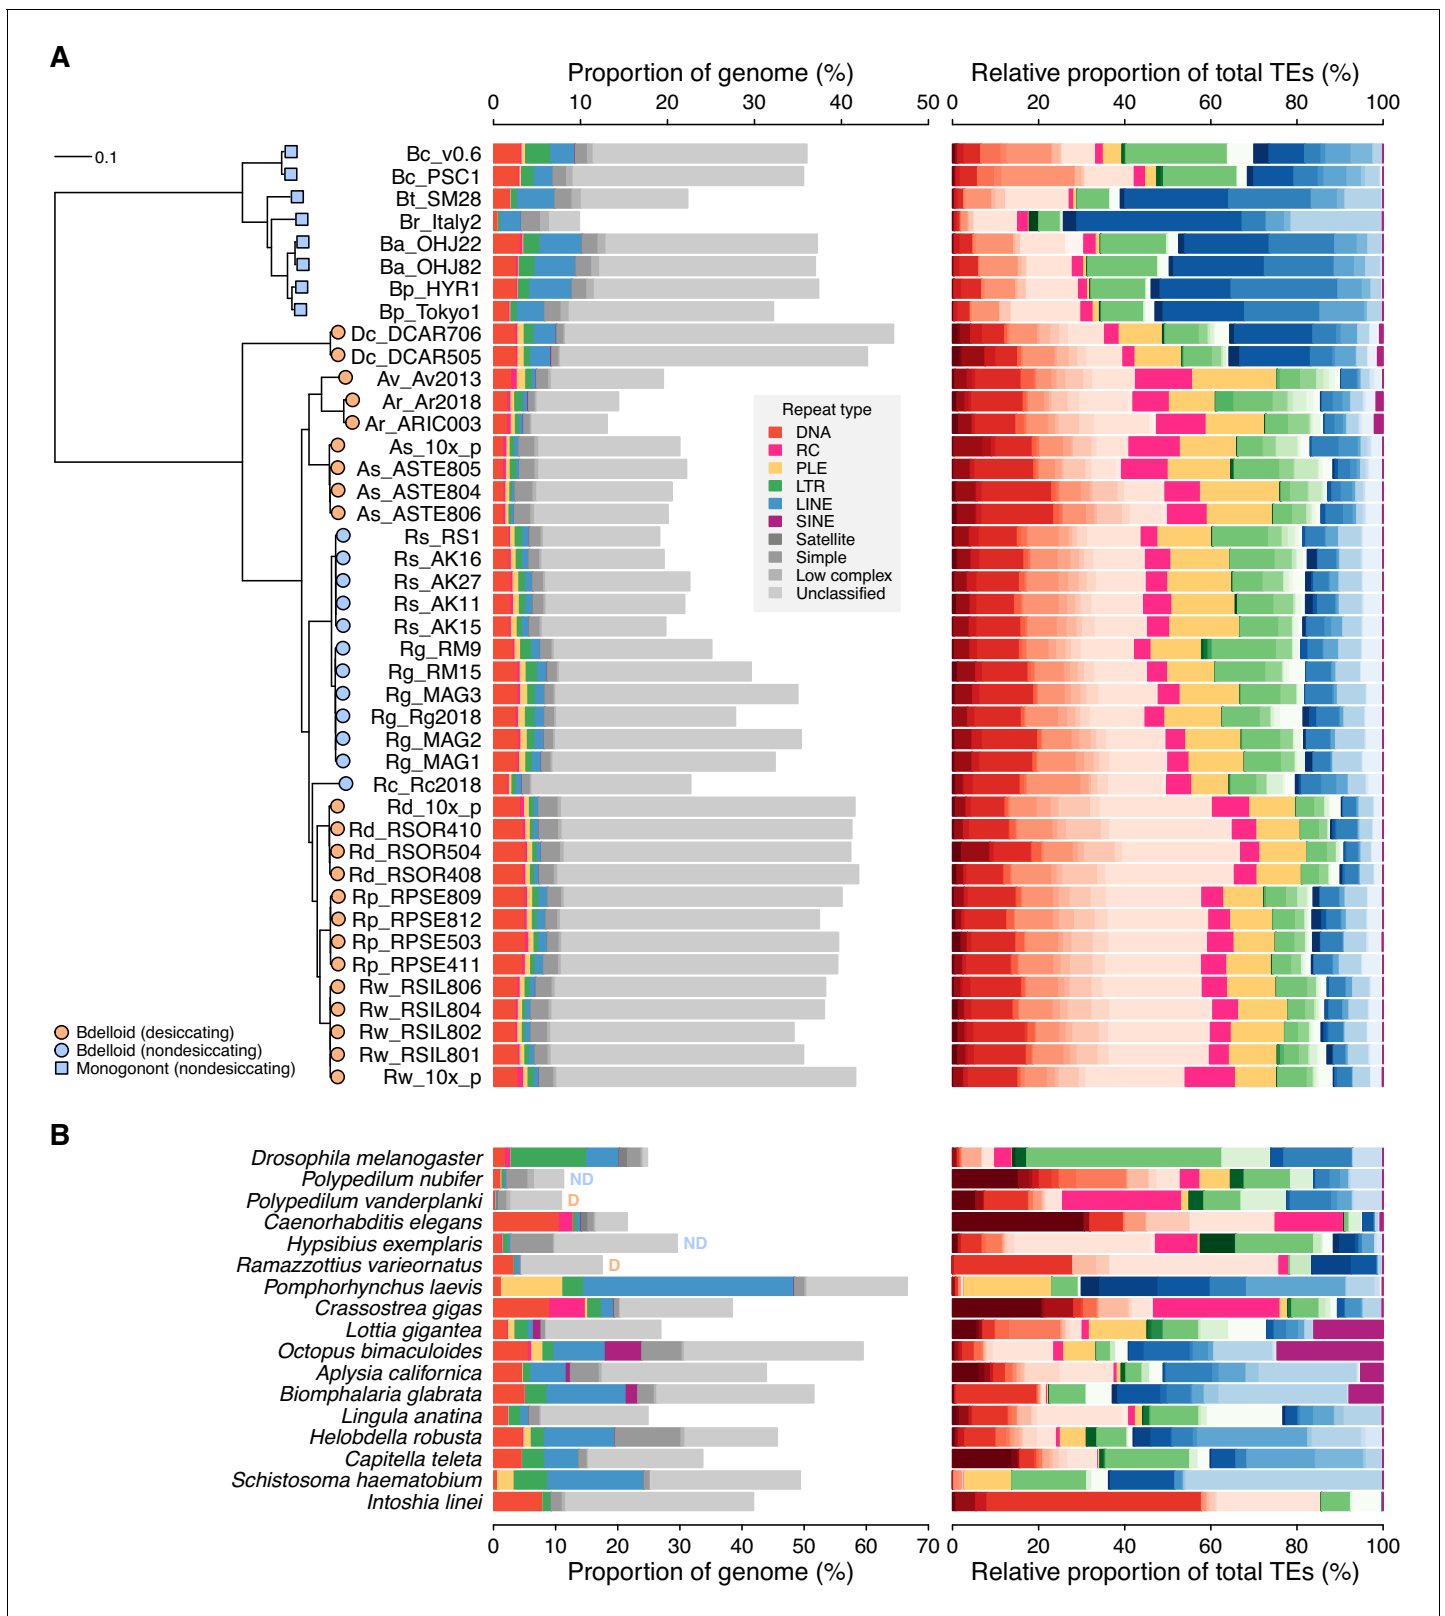 A
Proportion of genome (%)
Relative proportion of total TEs (%)
0 10 20 30 40 50
0 20 40 60 80 100
0.1
Bc_v0.6
Bc_PSC1
Bt_SM28
Br_Italy2
Ba_OHJ22
Ba_OHJ82
Bp_HYR1
Bp_Tokyo1
Dc_DCAR706
Dc_DCAR505
Av_Av2013
Ar_Ar2018
Ar_ARIC003
As_10x_p
As_ASTE805
As_ASTE804
As_ASTE806
Rs_RS1
Rs_AK16
Rs_AK27
Rs_AK11
Rs_AK15
Rg_RM9
Rg_RM15
Rg_MAG3
Rg_Rg2018
Rg_MAG2
Rg_MAG1
Rc_Rc2018
Rd_10x_p
Rd_RSOR410
Rd_RSOR504
Rd_RSOR408
Rp_RPSE809
Rp_RPSE812
Rp_RPSE503
Rp_RPSE411
Rw_RSIL806
Rw_RSIL804
Rw_RSIL802
Rw_RSIL801
Rw_10x_p
Repeat type
DNA
RC
PLE
LTR
LINE
SINE
Satellite
Simple
Low complex
Unclassified
Bdelloid (desiccating)
Bdelloid (nondesiccating)
Monogonont (nondesiccating)
B
Drosophila melanogaster
Polypedilum nubifer ND
Polypedilum vanderplanki D
Caenorhabditis elegans
Hypsibius exemplaris ND
Ramazzottius varieornatus D
Pomphorhynchus laevis
Crassostrea gigas
Lottia gigantea
Octopus bimaculoides
Aplysia californica
Biomphalaria glabrata
Lingula anatina
Helobdella robusta
Capitella teleta
Schistosoma haematobium
Intoshia linei
0 10 20 30 40 50 60 70
0 20 40 60 80 100
Proportion of genome (%)
Relative proportion of total TEs (%)